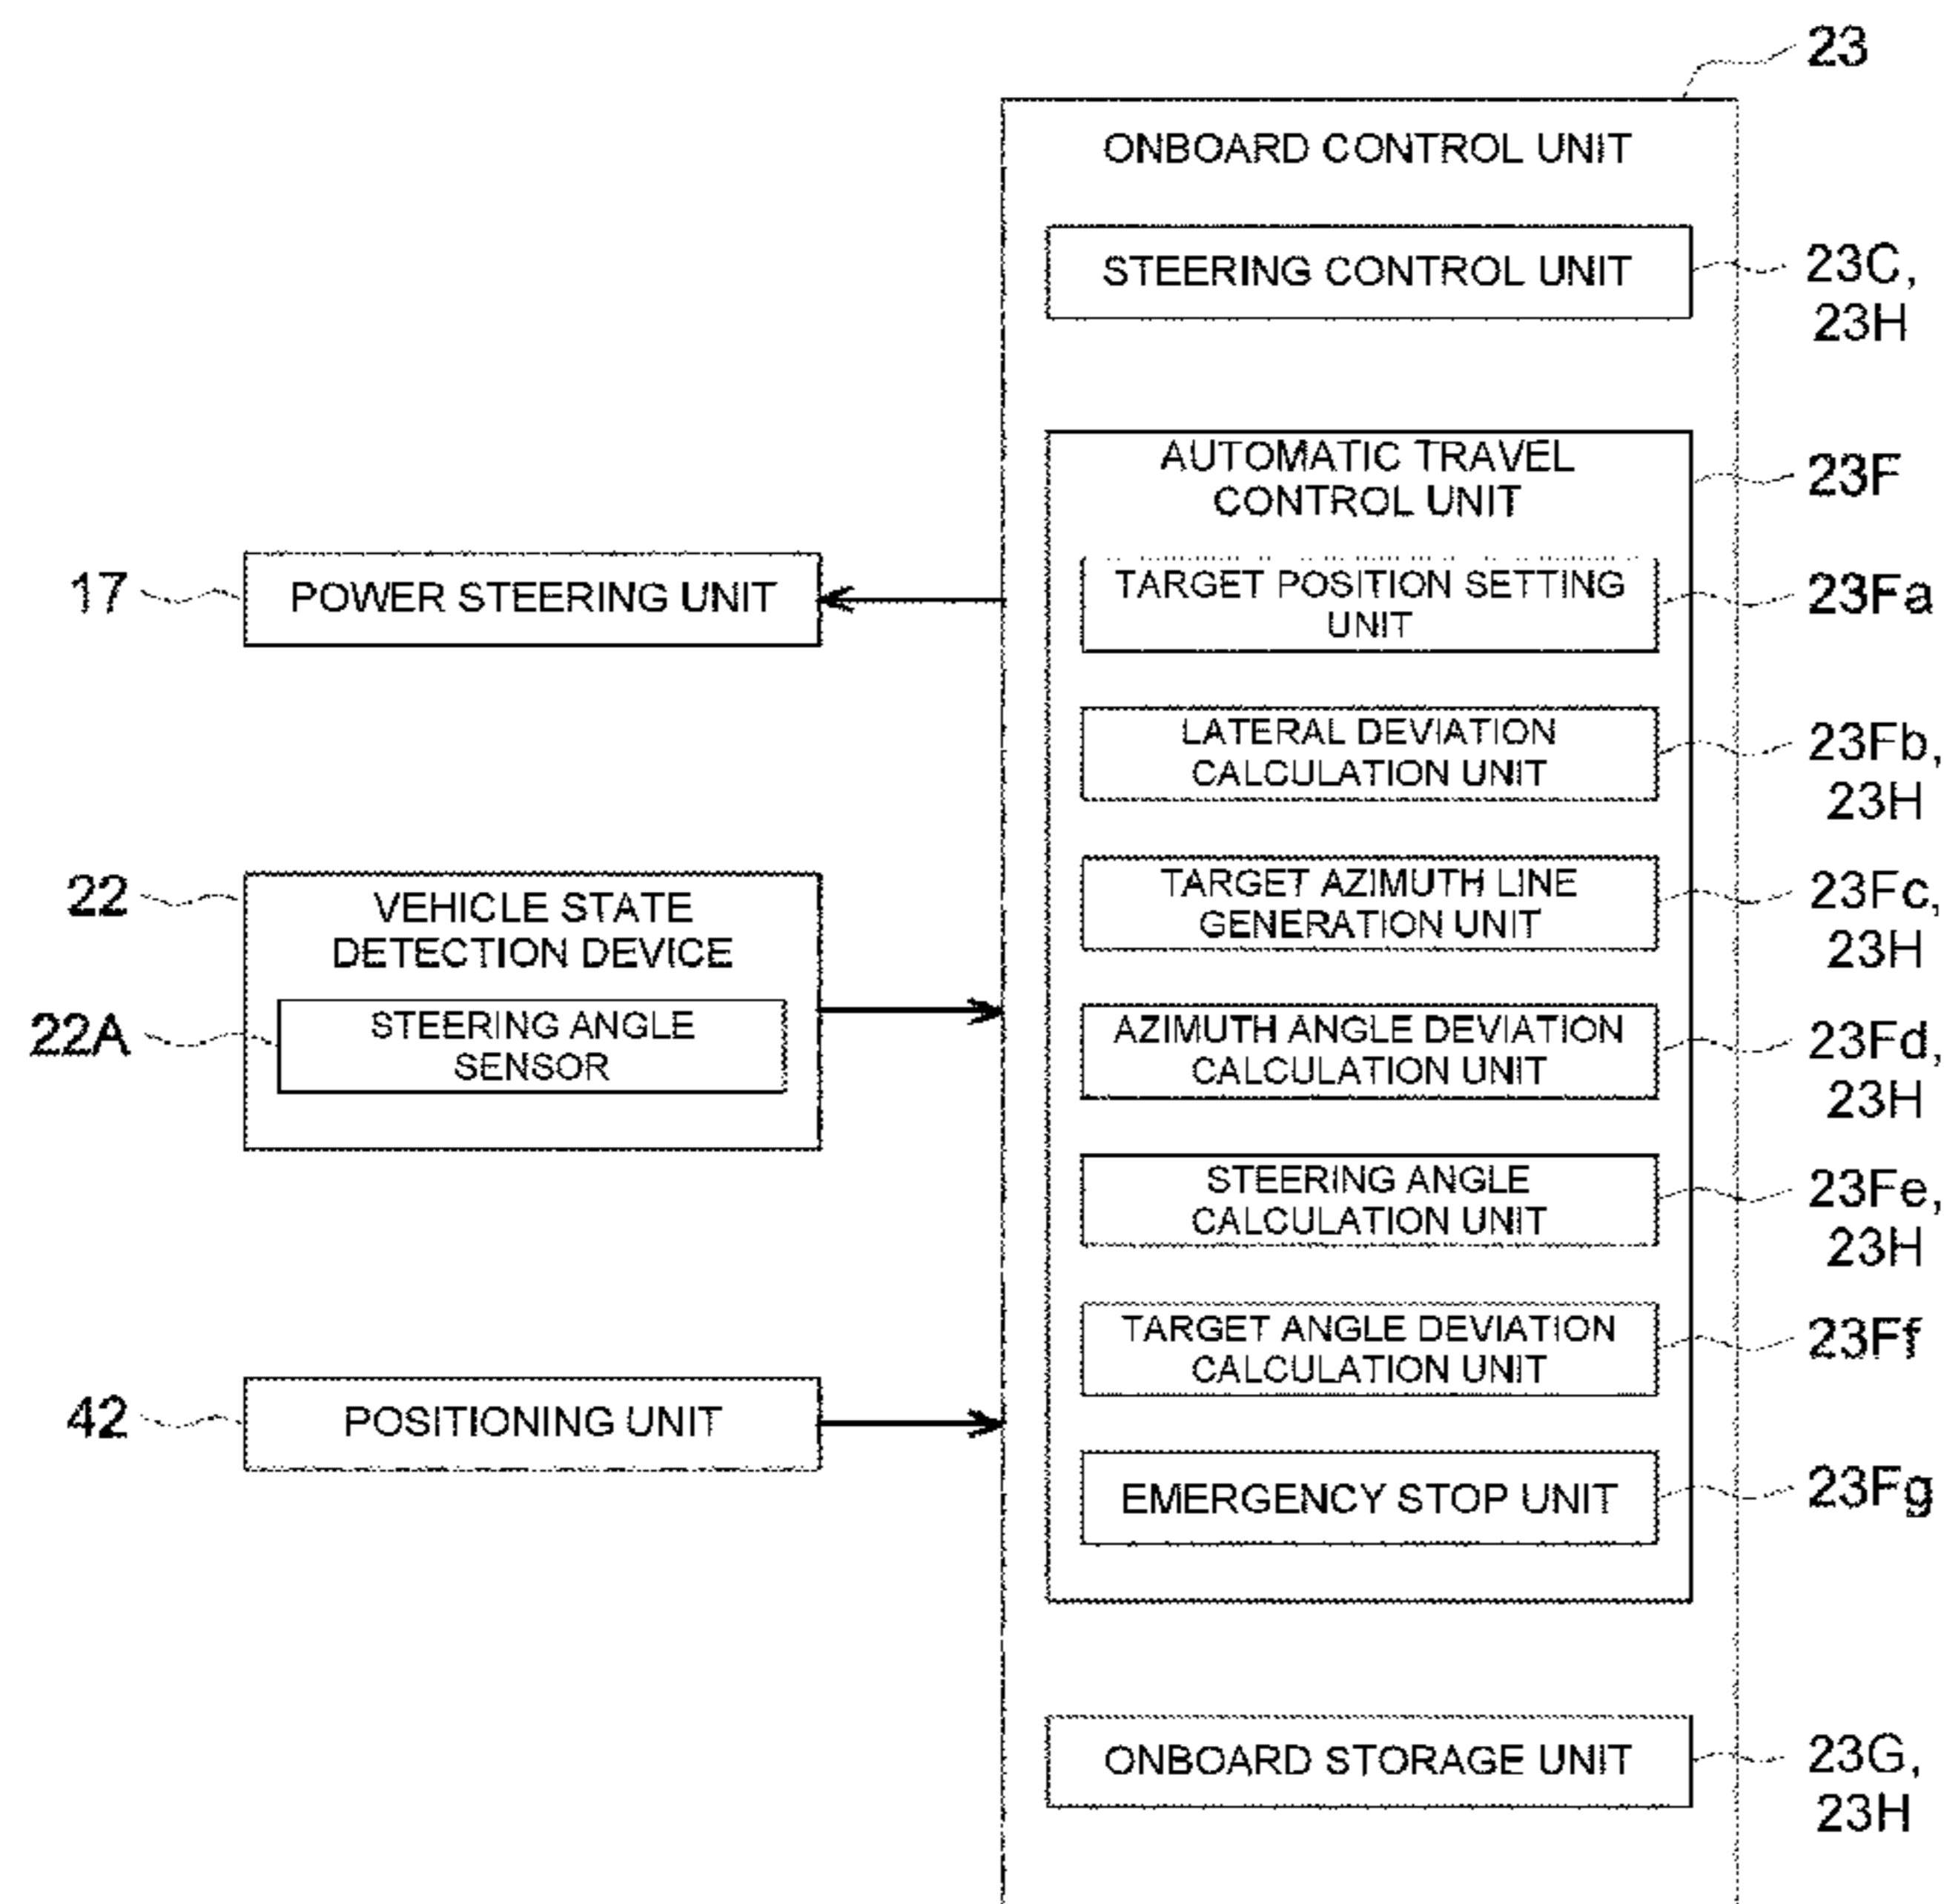 23
ONBOARD CONTROL UNIT
STEERING CONTROL UNIT
23C,
23H
AUTOMATIC TRAVEL
CONTROL UNIT
23F
17
POWER STEERING UNIT
TARGET POSITION SETTING
UNIT
23Fa
LATERAL DEVIATION
CALCULATION UNIT
23Fb,
23H
22
VEHICLE STATE
DETECTION DEVICE
TARGET AZIMUTH LINE
GENERATION UNIT
23Fc,
23H
22A
STEERING ANGLE
SENSOR
AZIMUTH ANGLE DEVIATION
CALCULATION UNIT
23Fd,
23H
STEERING ANGLE
CALCULATION UNIT
23Fe,
23H
TARGET ANGLE DEVIATION
CALCULATION UNIT
23Ff
42
POSITIONING UNIT
EMERGENCY STOP UNIT
23Fg
ONBOARD STORAGE UNIT
23G,
23H